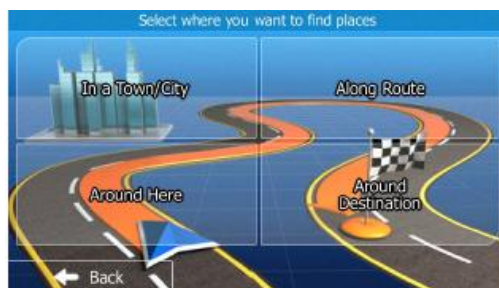 Select where you want to find places
In a Town/City
Along Route
Around Here
Around
Destination
Back